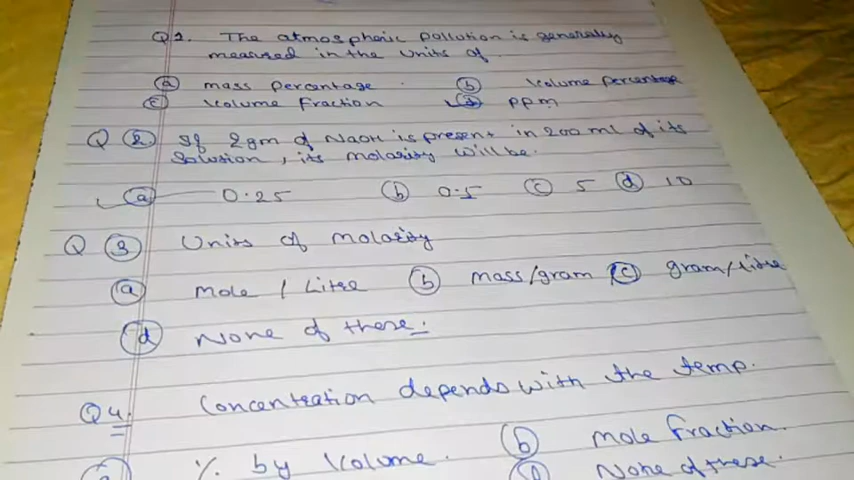 Q 1. The atmospheric pollution is generally
measured in the units of
(a) mass percentage (b) Volume percentage
(c) Volume Fraction (d) ppm
Q (2.) If 2gm of NaOH is present in 200 ml of its
Solution, its molarity will be.
(a) 0.25 (b) 0.5 (c) 5 (d) 10
Q (3) Units of molarity
(a) Mole / Litre (b) mass/gram (c) gram/litre
(d) None of these.
Q 4. Concentration depends with the temp.
% by Volume. (b) mole fraction.
None of these.